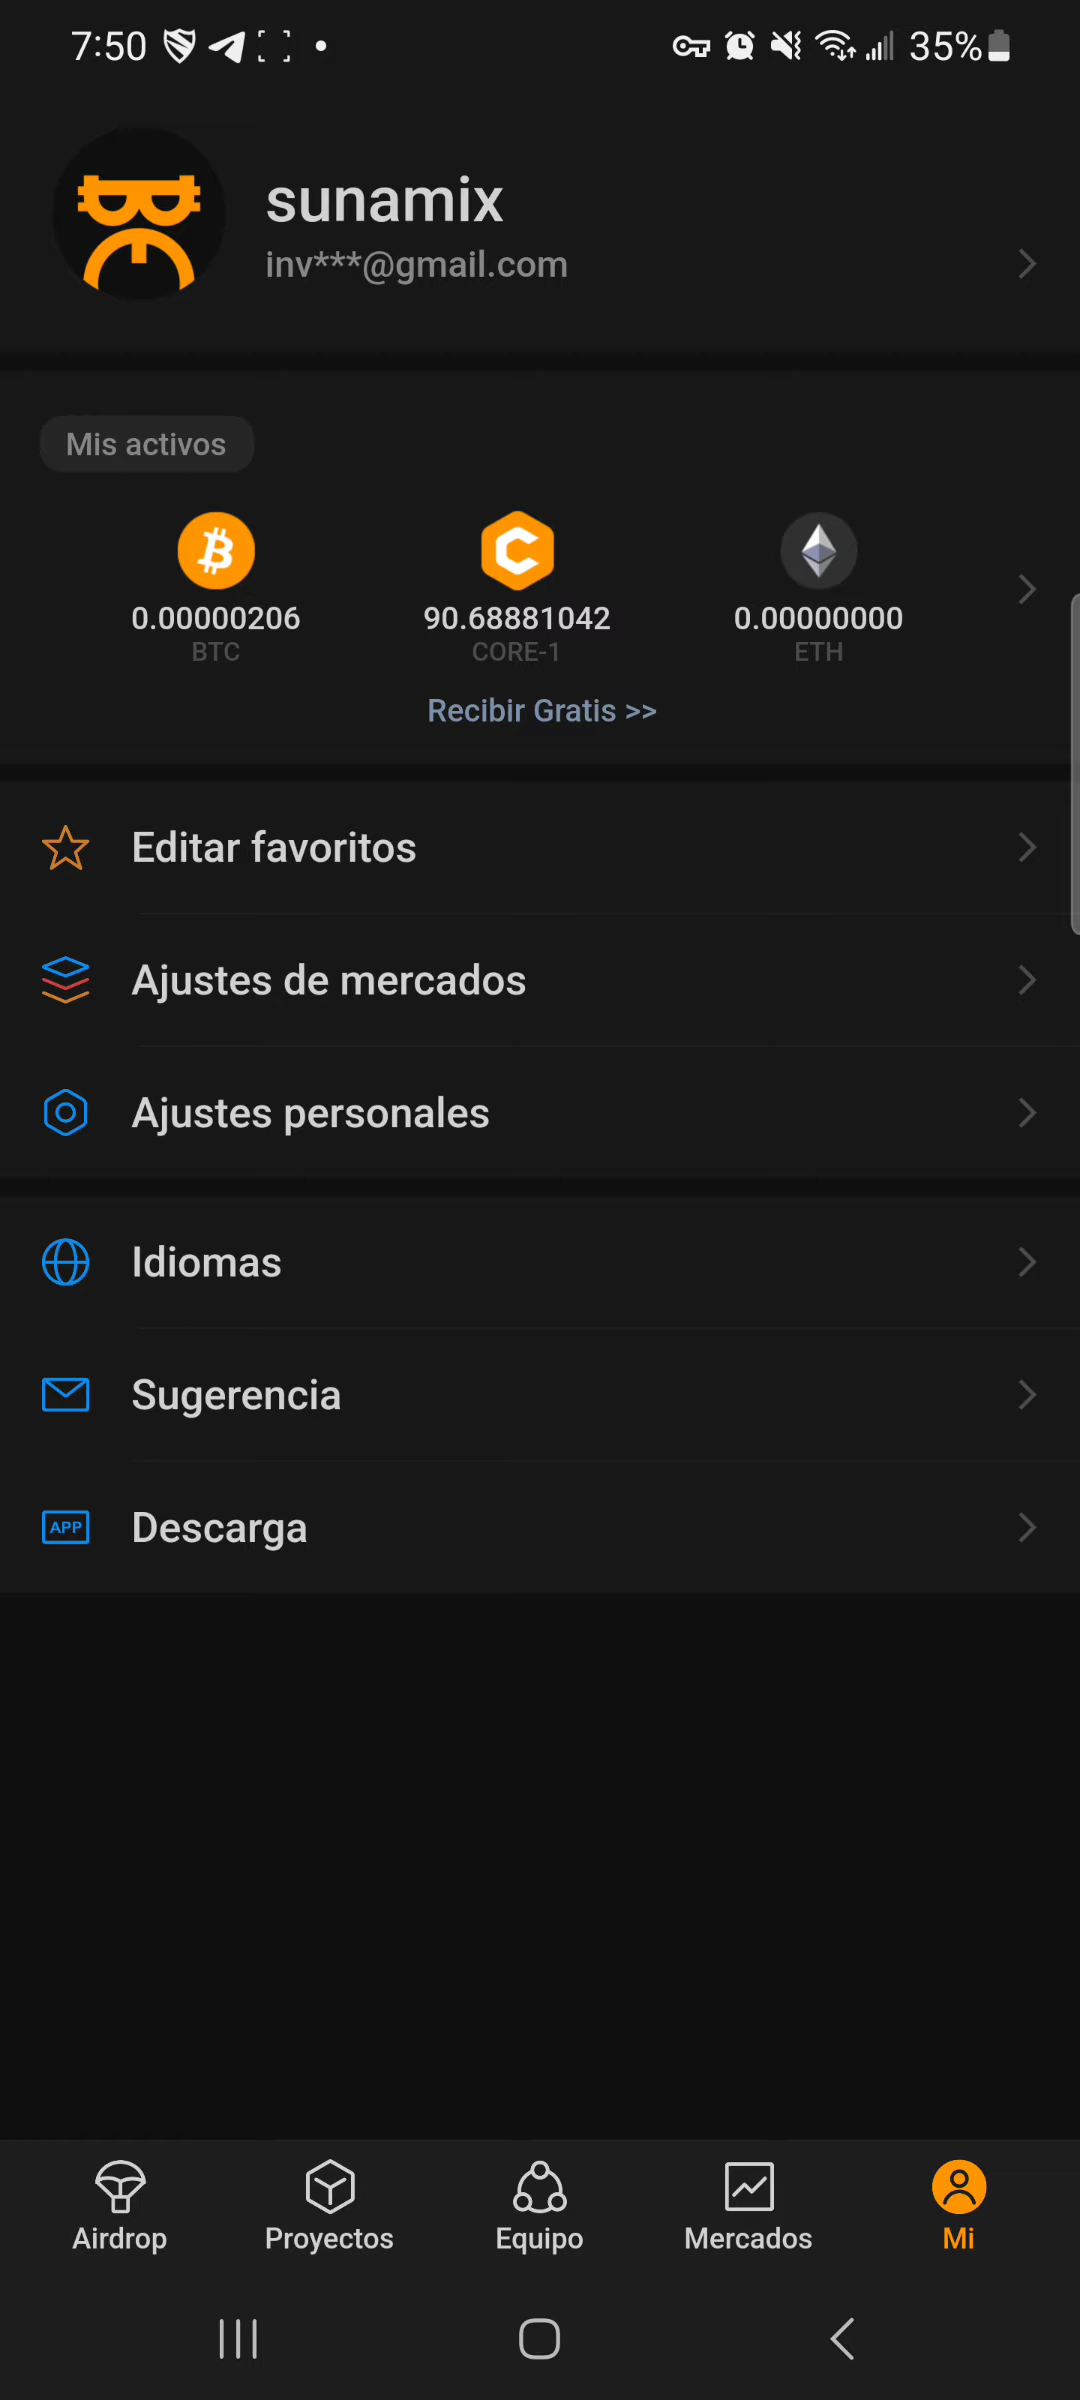 7:50
35%
sunamix
inv***@gmail.com
Mis activos
0.00000206
90.68881042
0.00000000
BTC
CORE-1
ETH
Recibir Gratis >>
Editar favoritos
Ajustes de mercados
Ajustes personales
Idiomas
Sugerencia
APP
Descarga
Airdrop
Proyectos
Equipo
Mercados
Mi